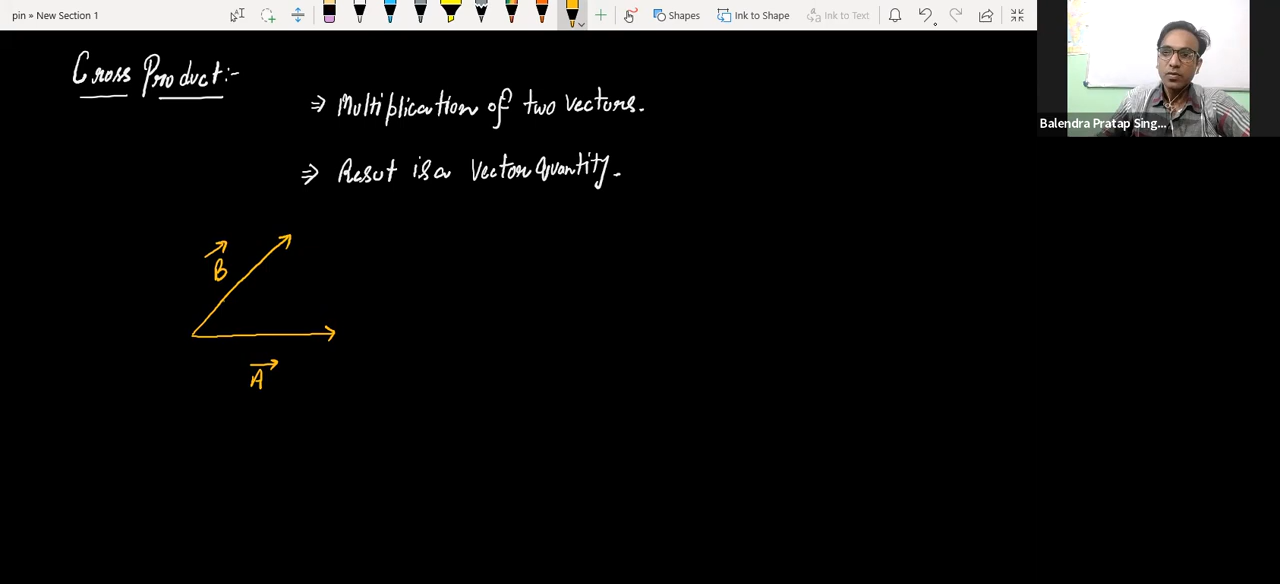 pin » New Section 1
Shapes
Ink to Shape
Ink to Text
Balendra Pratap Sing...
Cross Product:-
⇒ Multiplication of two vectors.
⇒ Resut is a Vector Quantity.
B
A